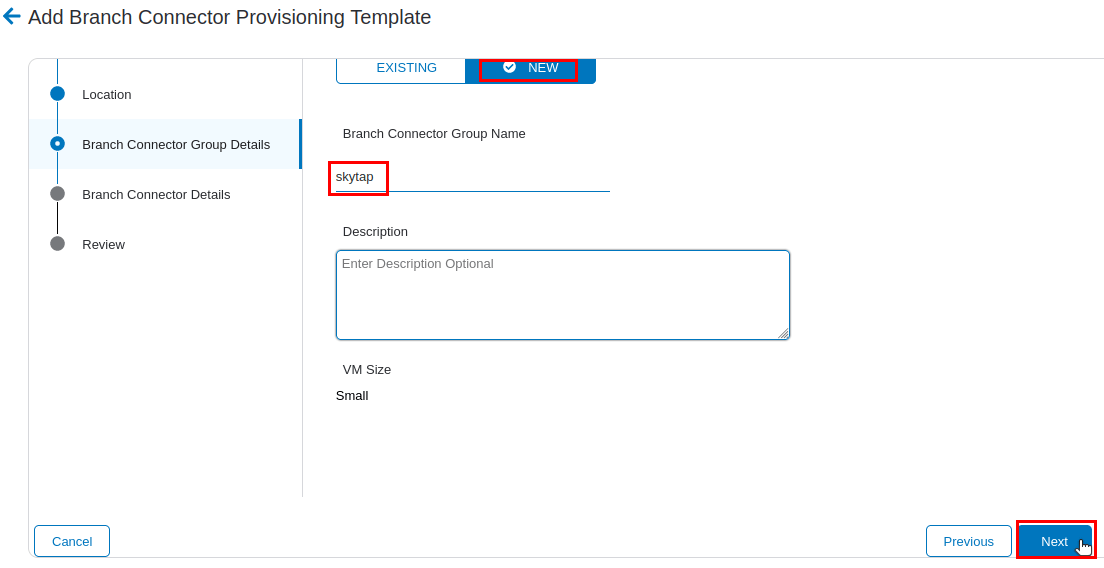 Add Branch Connector Provisioning Template
EXISTING
NEW
Location
Branch Connector Group Details
Branch Connector Details
Review
Branch Connector Group Name
skytap
Description
Enter Description Optional
VM Size
Small
Cancel
Previous
Next